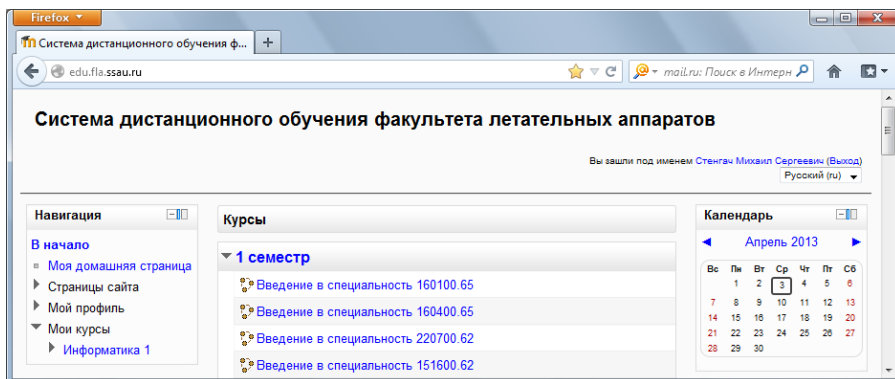 Firefox
Система дистанционного обучения ф...
edu.fla.ssau.ru
mail.ru: Поиск в Интерн
Система дистанционного обучения факультета летательных аппаратов
Вы зашли под именем Стенгач Михаил Сергеевич (Выход)
Русский (ru)
Навигация
В начало
Моя домашняя страница
Страницы сайта
Мой профиль
Мои курсы
Информатика 1
Курсы
1 семестр
Введение в специальность 160100.65
Введение в специальность 160400.65
Введение в специальность 220700.62
Введение в специальность 151600.62
Календарь
Апрель 2013
Вс Пн Вт Ср Чт Пт Сб
1 2 3 4 5 6
7 8 9 10 11 12 13
14 15 16 17 18 19 20
21 22 23 24 25 26 27
28 29 30